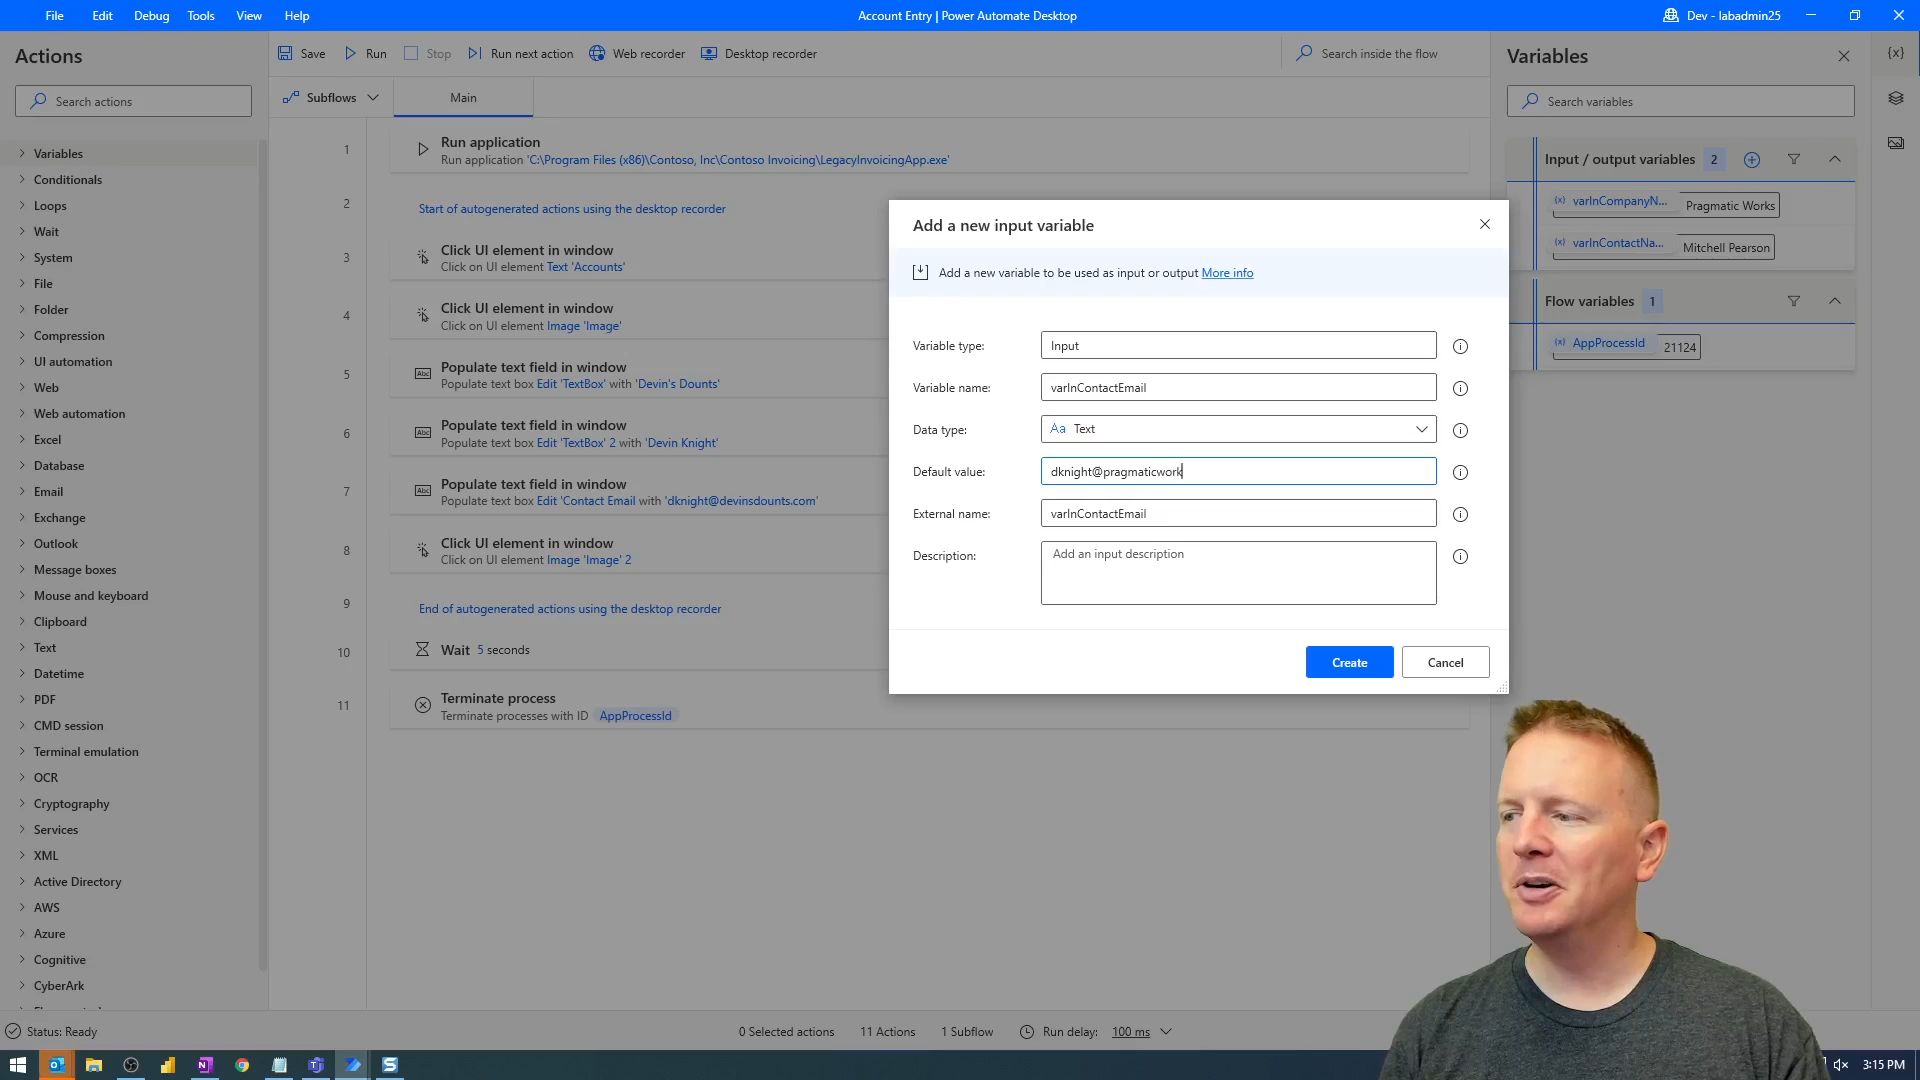 File Edit Debug Tools View Help
Account Entry | Power Automate Desktop
Dev - labadmin25
Actions
Search actions
Variables
Conditionals
Loops
Wait
System
File
Folder
Compression
UI automation
Web
Web automation
Excel
Database
Email
Exchange
Outlook
Message boxes
Mouse and keyboard
Clipboard
Text
Datetime
PDF
CMD session
Terminal emulation
OCR
Cryptography
Services
XML
Active Directory
AWS
Azure
Cognitive
CyberArk
Save Run Stop Run next action Web recorder Desktop recorder
Search inside the flow
Subflows Main
1 Run application
Run application 'C:\Program Files (x86)\Contoso, Inc\Contoso Invoicing\LegacyInvoicingApp.exe'
2 Start of autogenerated actions using the desktop recorder
3 Click UI element in window
Click on UI element Text 'Accounts'
4 Click UI element in window
Click on UI element Image 'Image'
5 Abc Populate text field in window
Populate text box Edit 'TextBox' with 'Devin's Dounts'
6 Abc Populate text field in window
Populate text box Edit 'TextBox' 2 with 'Devin Knight'
7 Abc Populate text field in window
Populate text box Edit 'Contact Email with 'dknight@devinsdounts.com'
8 Click UI element in window
Click on UI element Image 'Image' 2
9 End of autogenerated actions using the desktop recorder
10 Wait 5 seconds
11 Terminate process
Terminate processes with ID AppProcessId
Add a new input variable
Add a new variable to be used as input or output More info
Variable type: Input
Variable name: varInContactEmail
Data type: Aa Text
Default value: dknight@pragmaticwork
External name: varInContactEmail
Description: Add an input description
Create Cancel
Variables
{x}
Search variables
Input / output variables 2
(x) varInCompanyN... Pragmatic Works
(x) varInContactNa... Mitchell Pearson
Flow variables 1
(x) AppProcessId 21124
Status: Ready
0 Selected actions 11 Actions 1 Subflow Run delay: 100 ms
3:15 PM